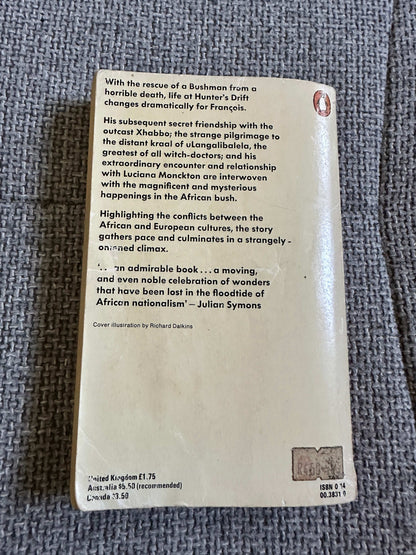 With the rescue of a Bushman from a
horrible death, life at Hunter's Drift
changes dramatically for François.
His subsequent secret friendship with the
outcast Xhabbo; the strange pilgrimage to
the distant kraal of uLangalibalela, the
greatest of all witch-doctors; and his
extraordinary encounter and relationship
with Luciana Monckton are interwoven
with the magnificent and mysterious
happenings in the African bush.
Highlighting the conflicts between the
African and European cultures, the story
gathers pace and culminates in a strangely-
climax.
an admirable book . . . a moving,
and even noble celebration of wonders
that have been lost in the floodtide of
African nationalism' – Julian Symons
Cover illustration by Richard Dalkins
United Kingdom £1.75
Australia $5.50 (recommended)
Canada $3.50
ISBN 0 14
00.3831 0